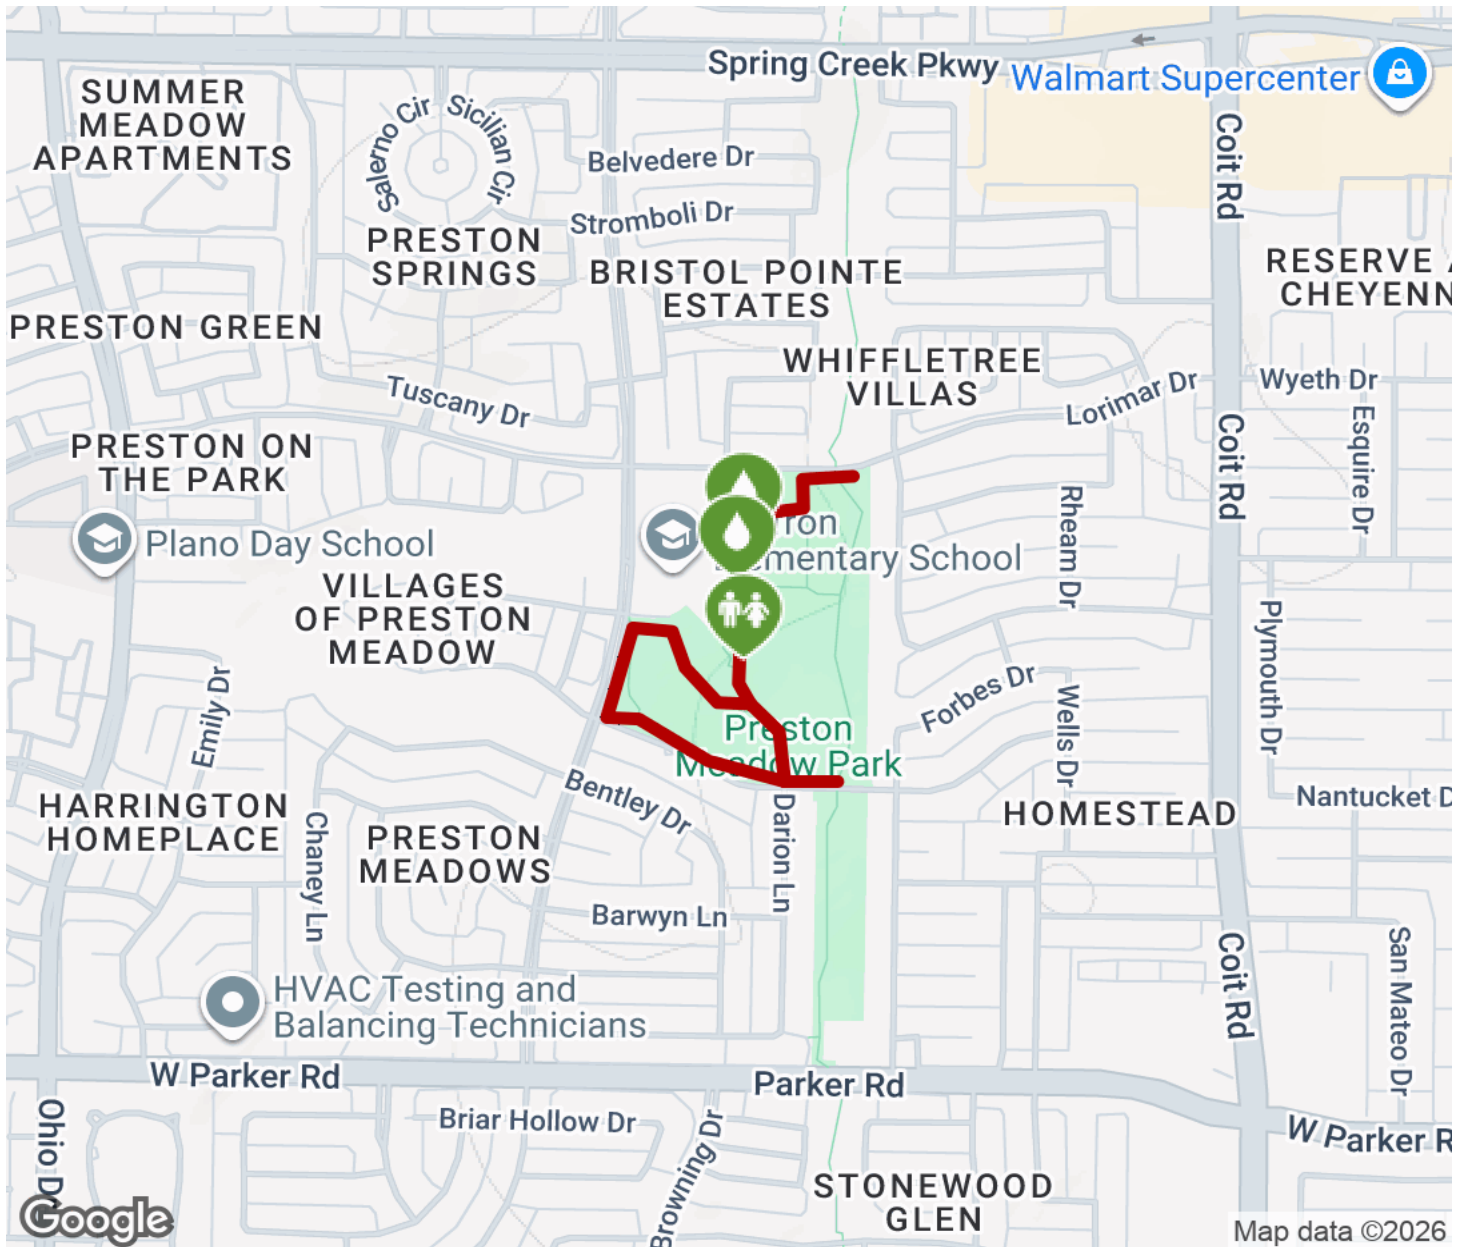 Spring Creek Pkwy
Walmart Supercenter
SUMMER
MEADOW
APARTMENTS
Salerno Cir
Sicilian Cir
Belvedere Dr
Stromboli Dr
Coit Rd
PRESTON
SPRINGS
BRISTOL POINTE
ESTATES
RESERVE
CHEYENN
PRESTON GREEN
WHIFFLETREE
VILLAS
Tuscany Dr
Lorimar Dr
Wyeth Dr
Esquire Dr
Coit Rd
PRESTON ON
THE PARK
Plano Day School
ron
ementary School
Rheam Dr
VILLAGES
OF PRESTON
MEADOW
Plymouth Dr
Emily Dr
Forbes Dr
Wells Dr
Preston
Meadow Park
Bentley Dr
Darion Ln
HARRINGTON
HOMEPLACE
Chaney Ln
PRESTON
MEADOWS
HOMESTEAD
Nantucket D
Barwyn Ln
San Mateo Dr
Coit Rd
HVAC Testing and
Balancing Technicians
W Parker Rd
Parker Rd
Ohio Dr
Briar Hollow Dr
Browning Dr
W Parker R
STONEWOOD
GLEN
Google
Map data ©2026